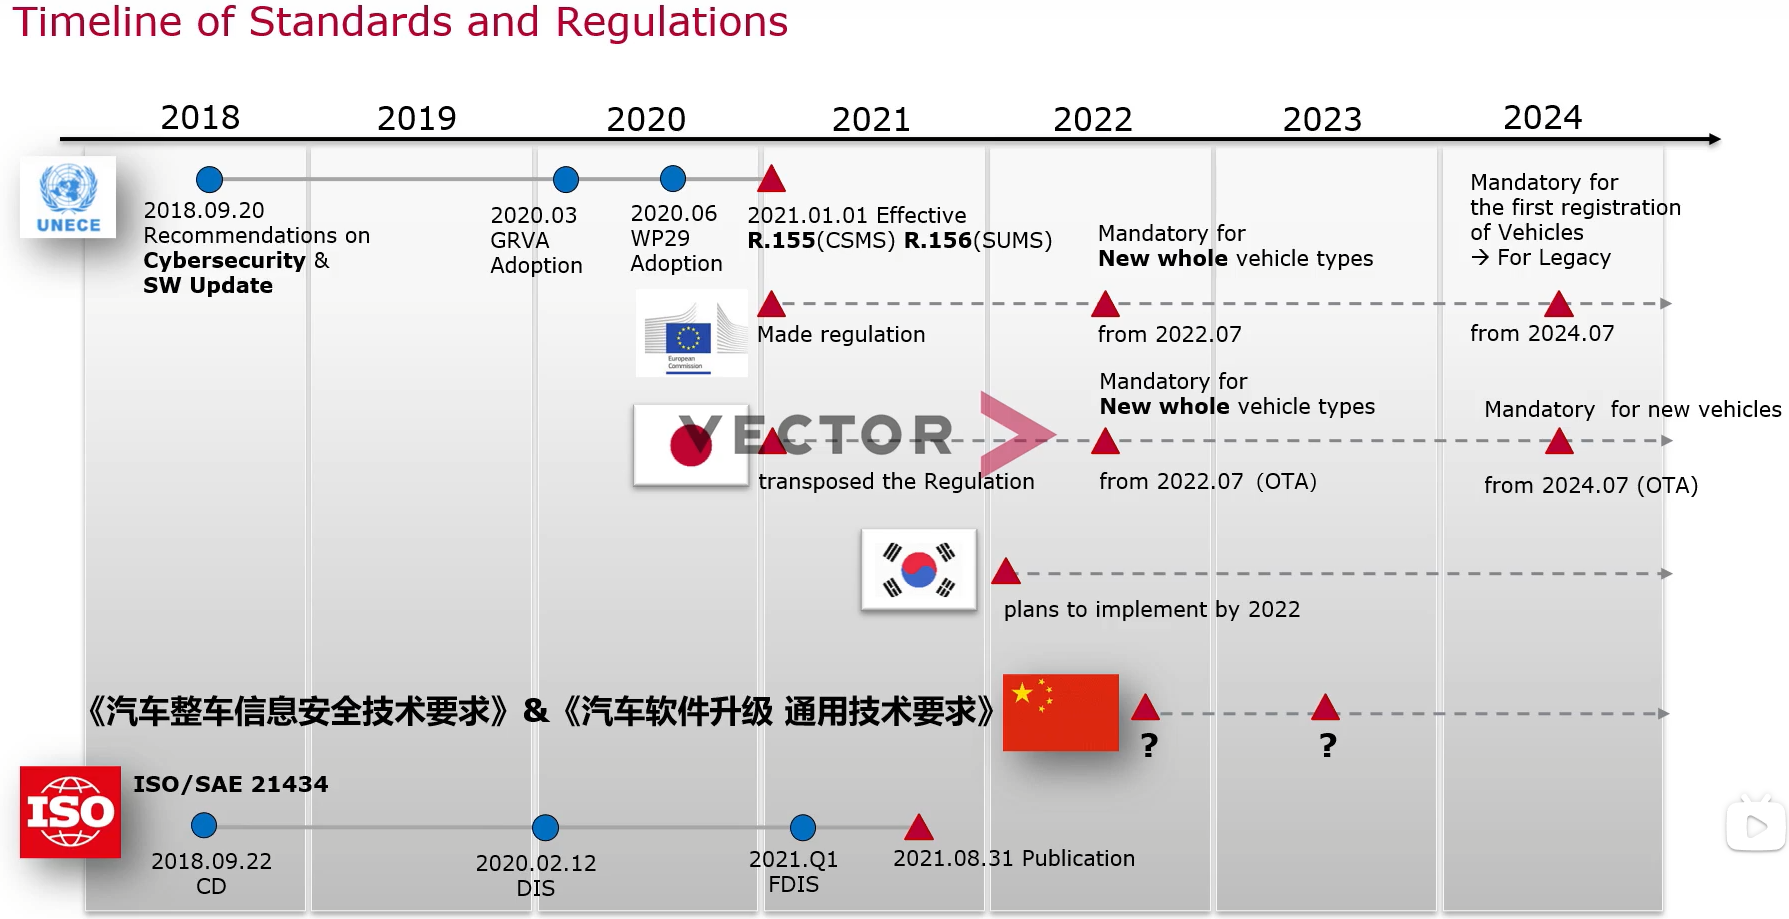 Timeline of Standards and Regulations
2018 2019 2020 2021 2022 2023 2024
UNECE
2018.09.20
Recommendations on
Cybersecurity &
SW Update
2020.03
GRVA
Adoption
2020.06
WP29
Adoption
2021.01.01 Effective
R.155(CSMS) R.156(SUMS)
Mandatory for
New whole vehicle types
Mandatory for
the first registration
of Vehicles
→ For Legacy
European
Commission
Made regulation
from 2022.07
from 2024.07
Mandatory for
New whole vehicle types
Mandatory for new vehicles
VECTOR
transposed the Regulation
from 2022.07 (OTA)
from 2024.07 (OTA)
plans to implement by 2022
《汽车整车信息安全技术要求》&《汽车软件升级 通用技术要求》
?
?
ISO
ISO/SAE 21434
2018.09.22
CD
2020.02.12
DIS
2021.Q1
FDIS
2021.08.31 Publication